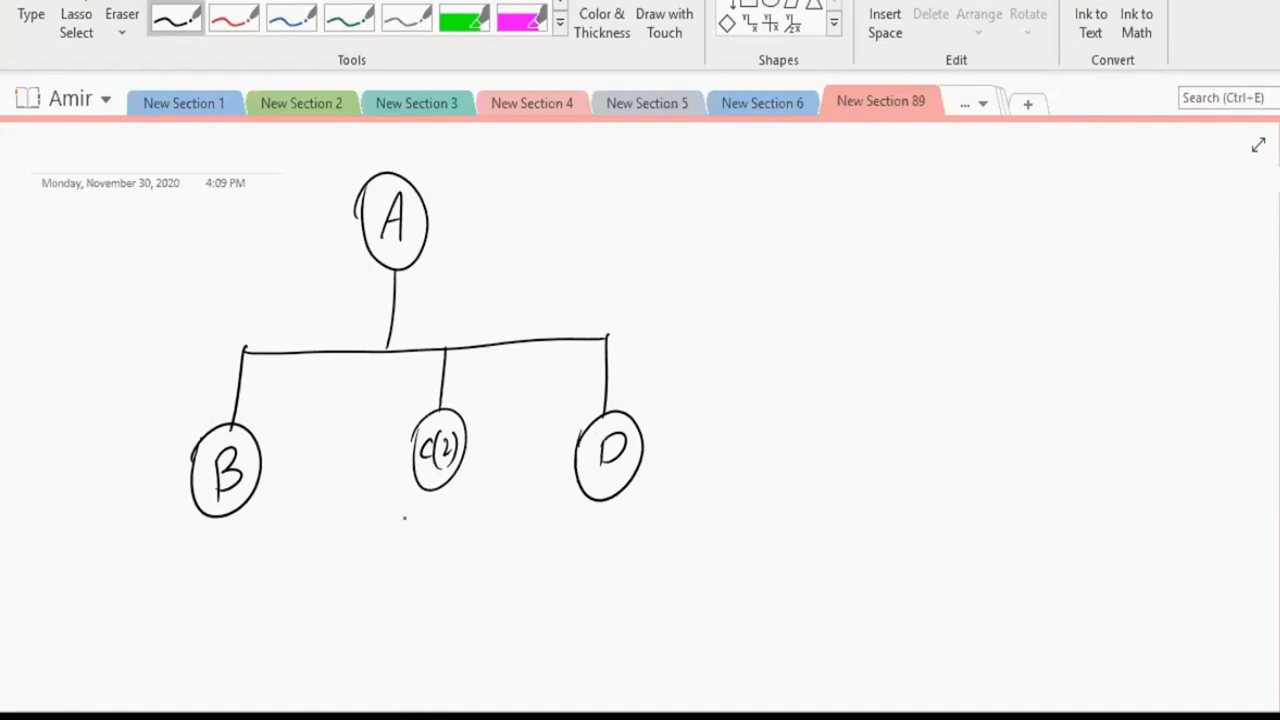 Type Lasso Select Eraser Color & Thickness Draw with Touch Insert Space Delete Arrange Rotate Ink to Text Ink to Math
Tools Shapes Edit Convert
Amir New Section 1 New Section 2 New Section 3 New Section 4 New Section 5 New Section 6 New Section 89 ... + Search (Ctrl+E)
Monday, November 30, 2020 4:09 PM
A
B C(2) D